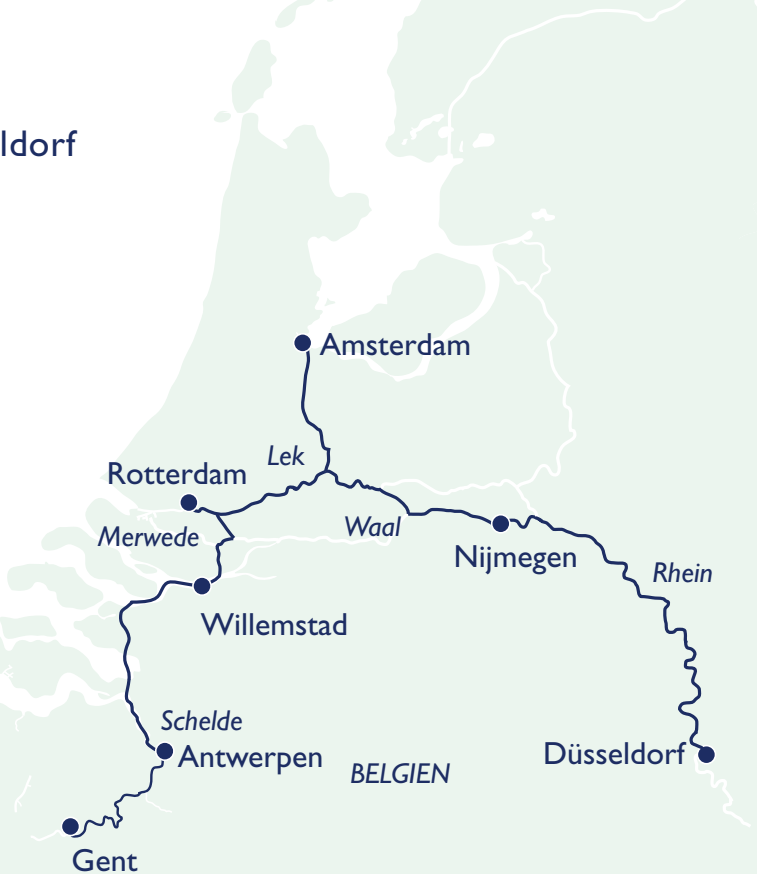 ldorf
Amsterdam
Lek
Rotterdam
Merwede
Waal
Nijmegen
Rhein
Willemstad
Schelde
Antwerpen
BELGIEN
Düsseldorf
Gent